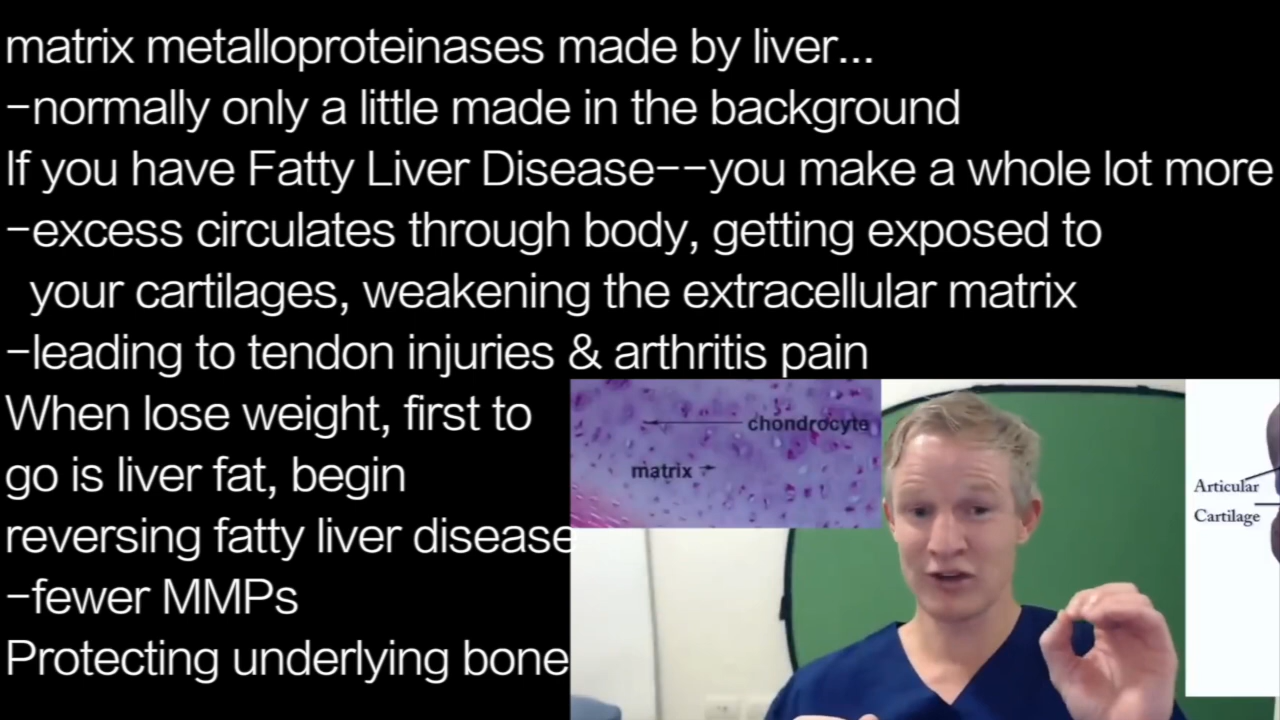 matrix metalloproteinases made by liver...
-normally only a little made in the background
If you have Fatty Liver Disease--you make a whole lot more
-excess circulates through body, getting exposed to
your cartilages, weakening the extracellular matrix
-leading to tendon injuries & arthritis pain
When lose weight, first to
go is liver fat, begin
reversing fatty liver disease
-fewer MMPs
Protecting underlying bone
chondrocyte
matrix
Articular
Cartilage